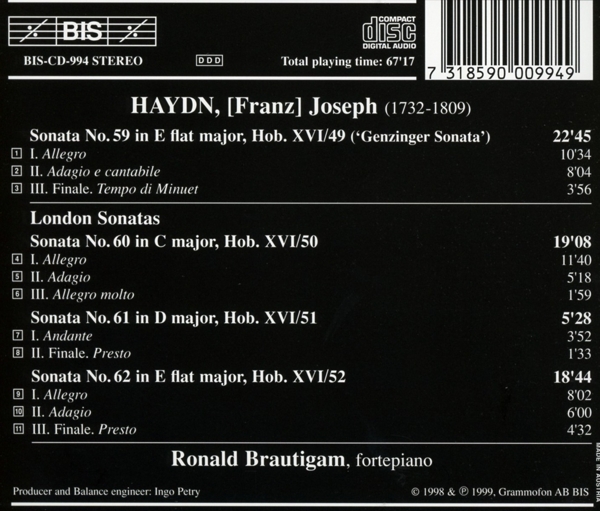 BIS
COMPACT
disc
DIGITAL AUDIO
BIS-CD-994 STEREO
DDD
Total playing time: 67'17
7 318590 009949
HAYDN, [Franz] Joseph (1732-1809)
Sonata No. 59 in E flat major, Hob. XVI/49 (‘Genzinger Sonata’) 22'45
1 I. Allegro 10'34
2 II. Adagio e cantabile 8'04
3 III. Finale. Tempo di Minuet 3'56
London Sonatas
Sonata No. 60 in C major, Hob. XVI/50 19'08
4 I. Allegro 11'40
5 II. Adagio 5'18
6 III. Allegro molto 1'59
Sonata No. 61 in D major, Hob. XVI/51 5'28
7 I. Andante 3'52
8 II. Finale. Presto 1'33
Sonata No. 62 in E flat major, Hob. XVI/52 18'44
9 I. Allegro 8'02
10 II. Adagio 6'00
11 III. Finale. Presto 4'32
Ronald Brautigam, fortepiano
Producer and Balance engineer: Ingo Petry
© 1998 & ℗ 1999, Grammofon AB BIS
MADE IN AUSTRIA